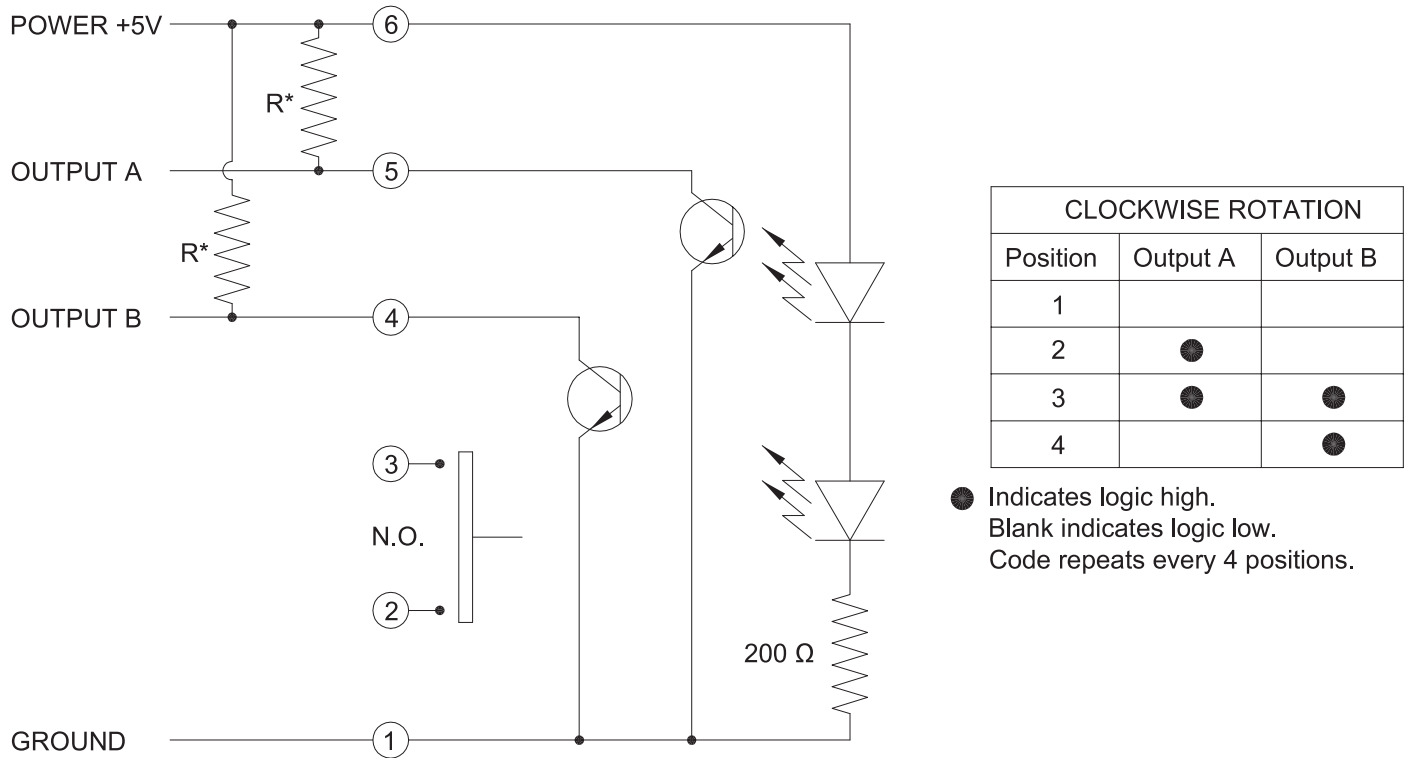 POWER +5V
6
R*
OUTPUT A
5
R*
OUTPUT B
4
3
N.O.
2
200 Ω
GROUND
1
CLOCKWISE ROTATION
Position Output A Output B
1
2
3
4
Indicates logic high.
Blank indicates logic low.
Code repeats every 4 positions.